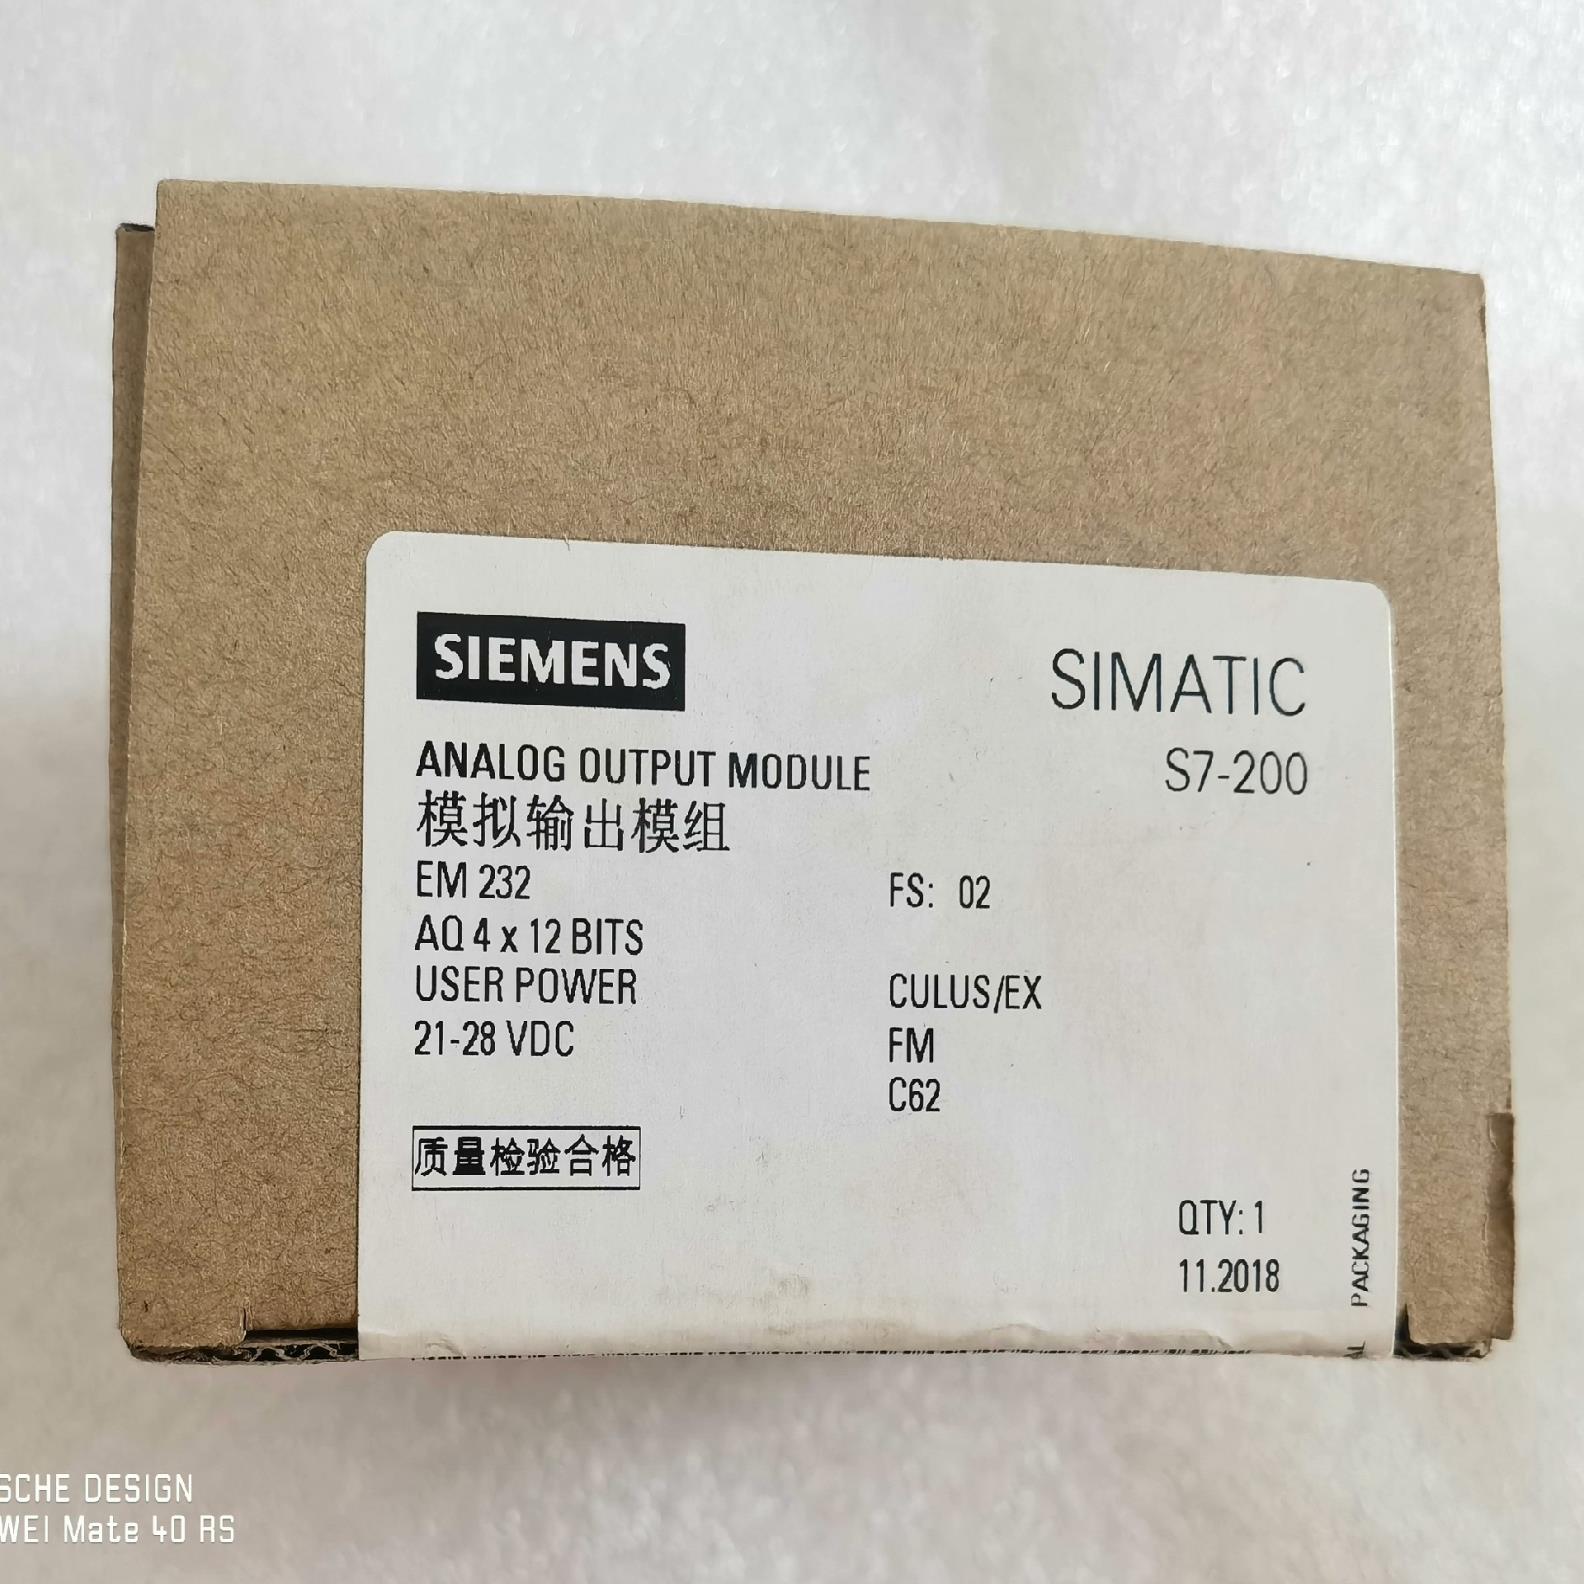 SIEMENS
SIMATIC
S7-200
ANALOG OUTPUT MODULE
模拟输出模组
EM 232
FS: 02
AQ 4 x 12 BITS
USER POWER
CULUS/EX
21-28 VDC
FM
C62
质量检验合格
QTY: 1
11.2018
PACKAGING
DESIGN
Mate 40 RS